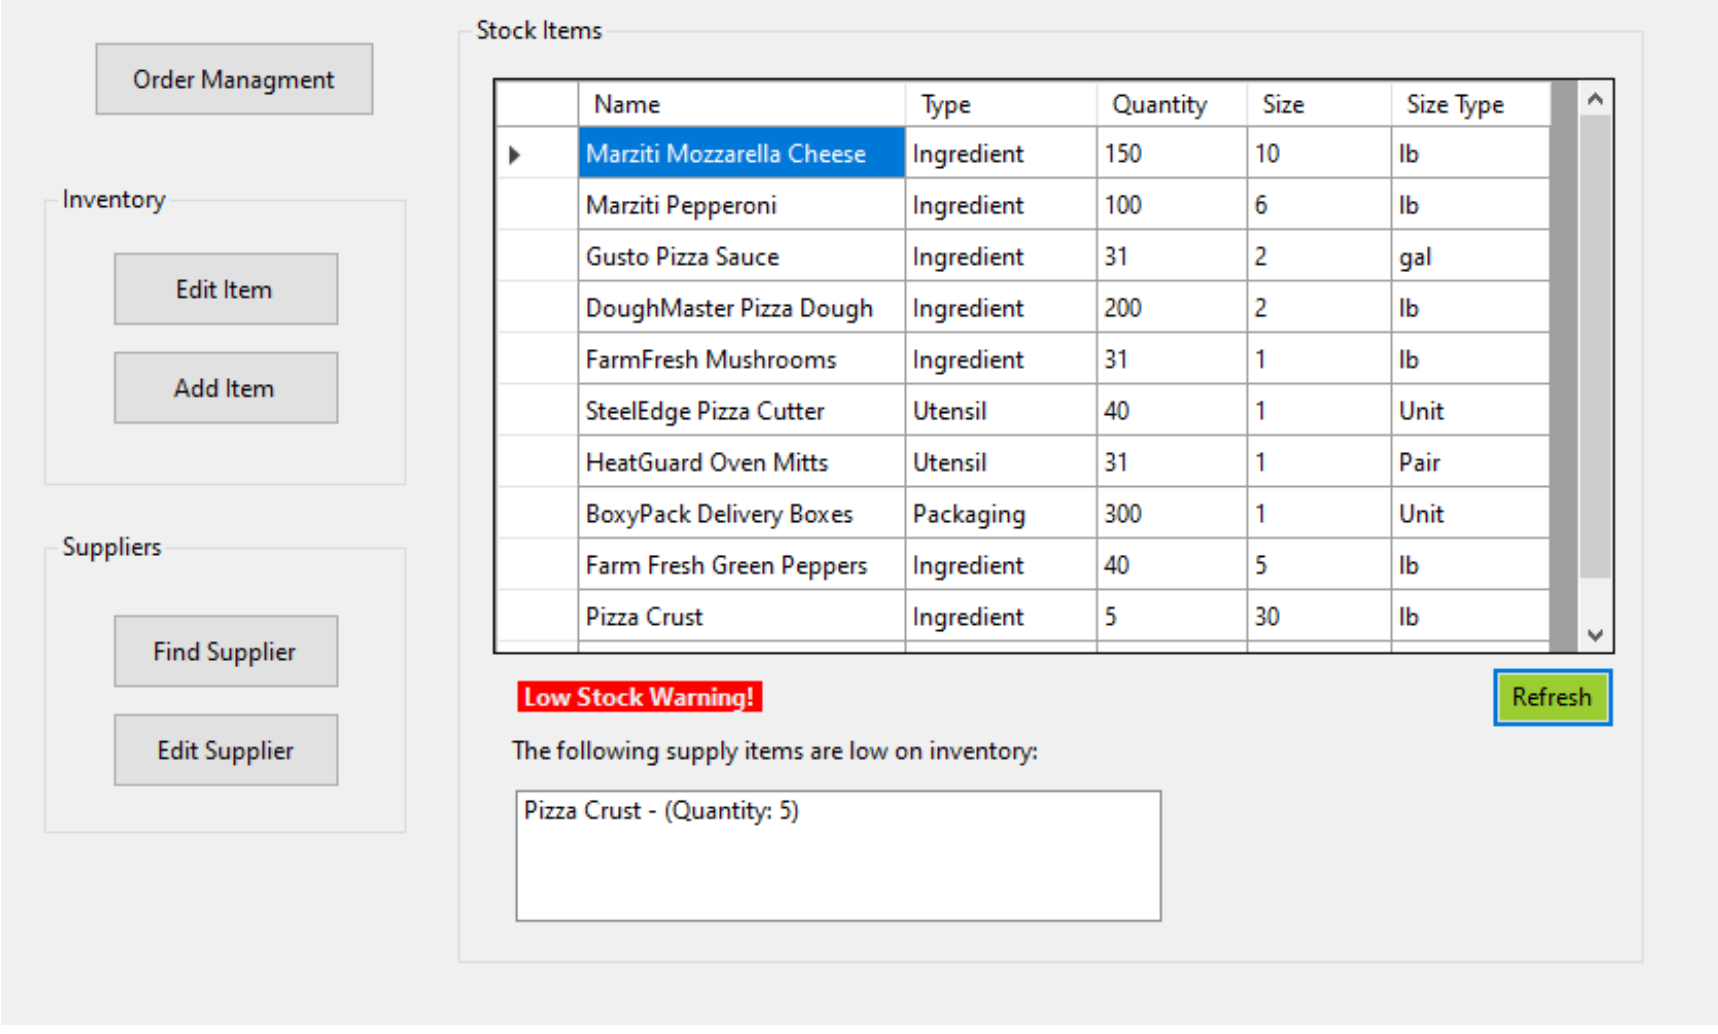 Order Managment
Inventory
Edit Item
Add Item
Suppliers
Find Supplier
Edit Supplier
Stock Items
Name Type Quantity Size Size Type
Marziti Mozzarella Cheese Ingredient 150 10 lb
Marziti Pepperoni Ingredient 100 6 lb
Gusto Pizza Sauce Ingredient 31 2 gal
DoughMaster Pizza Dough Ingredient 200 2 lb
FarmFresh Mushrooms Ingredient 31 1 lb
SteelEdge Pizza Cutter Utensil 40 1 Unit
HeatGuard Oven Mitts Utensil 31 1 Pair
BoxyPack Delivery Boxes Packaging 300 1 Unit
Farm Fresh Green Peppers Ingredient 40 5 lb
Pizza Crust Ingredient 5 30 lb
Low Stock Warning!
Refresh
The following supply items are low on inventory:
Pizza Crust - (Quantity: 5)